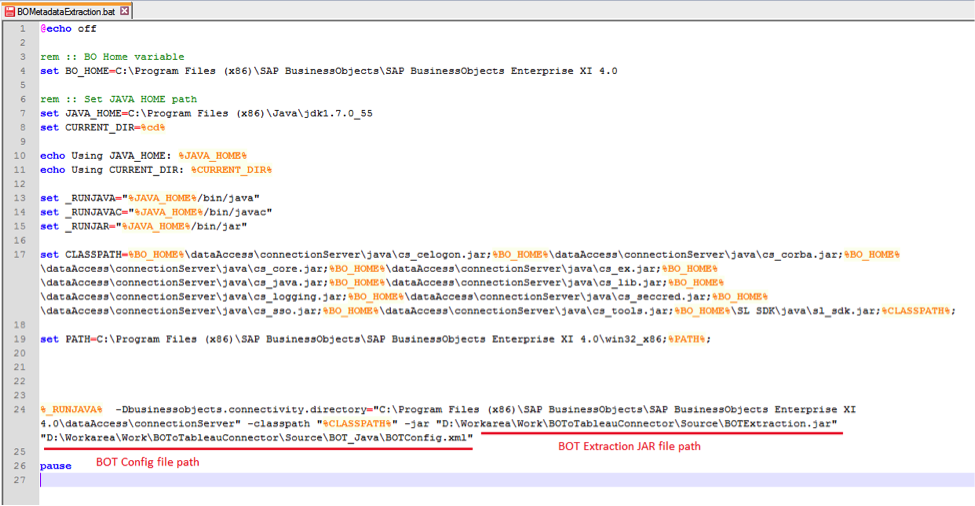 BOMetadataExtraction.bat
1 @echo off
2
3 rem :: BO Home variable
4 set BO_HOME=C:\Program Files (x86)\SAP BusinessObjects\SAP BusinessObjects Enterprise XI 4.0
5
6 rem :: Set JAVA HOME path
7 set JAVA_HOME=C:\Program Files (x86)\Java\jdk1.7.0_55
8 set CURRENT_DIR=%cd%
9
10 echo Using JAVA_HOME: %JAVA_HOME%
11 echo Using CURRENT_DIR: %CURRENT_DIR%
12
13 set _RUNJAVA="%JAVA_HOME%/bin/java"
14 set _RUNJAVAC="%JAVA_HOME%/bin/javac"
15 set _RUNJAR="%JAVA_HOME%/bin/jar"
16
17 set CLASSPATH=%BO_HOME%\dataAccess\connectionServer\java\cs_celogon.jar;%BO_HOME%\dataAccess\connectionServer\java\cs_corba.jar;%BO_HOME%
\dataAccess\connectionServer\java\cs_core.jar;%BO_HOME%\dataAccess\connectionServer\java\cs_ex.jar;%BO_HOME%
\dataAccess\connectionServer\java\cs_java.jar;%BO_HOME%\dataAccess\connectionServer\java\cs_lib.jar;%BO_HOME%
\dataAccess\connectionServer\java\cs_logging.jar;%BO_HOME%\dataAccess\connectionServer\java\cs_seccred.jar;%BO_HOME%
\dataAccess\connectionServer\java\cs_sso.jar;%BO_HOME%\dataAccess\connectionServer\java\cs_tools.jar;%BO_HOME%\SL SDK\java\sl_sdk.jar;%CLASSPATH%;
18
19 set PATH=C:\Program Files (x86)\SAP BusinessObjects\SAP BusinessObjects Enterprise XI 4.0\win32_x86;%PATH%;
20
21
22
23
24 %_RUNJAVA% -Dbusinessobjects.connectivity.directory="C:\Program Files (x86)\SAP BusinessObjects\SAP BusinessObjects Enterprise XI
4.0\dataAccess\connectionServer" -classpath "%CLASSPATH%" -jar "D:\Workarea\Work\BOToTableauConnector\Source\BOTExtraction.jar"
"D:\Workarea\Work\BOToTableauConnector\Source\BOT_Java\BOTConfig.xml"
BOT Extraction JAR file path
25
BOT Config file path
26 pause
27